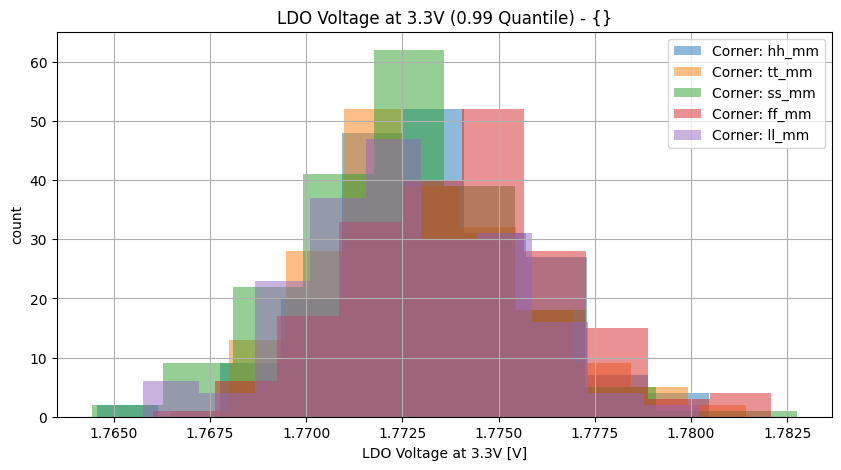 LDO Voltage at 3.3V (0.99 Quantile) - {}
Corner: hh_mm
Corner: tt_mm
Corner: ss_mm
Corner: ff_mm
Corner: ll_mm
count
60
50
40
30
20
10
0
1.7650 1.7675 1.7700 1.7725 1.7750 1.7775 1.7800 1.7825
LDO Voltage at 3.3V [V]